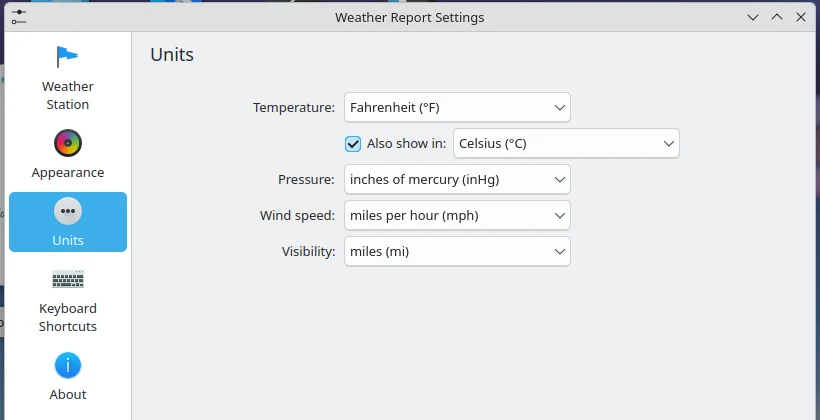 Weather Report Settings
Weather
Station
Appearance
Units
Keyboard
Shortcuts
About
Units
Temperature: Fahrenheit (°F)
Also show in: Celsius (°C)
Pressure: inches of mercury (inHg)
Wind speed: miles per hour (mph)
Visibility: miles (mi)